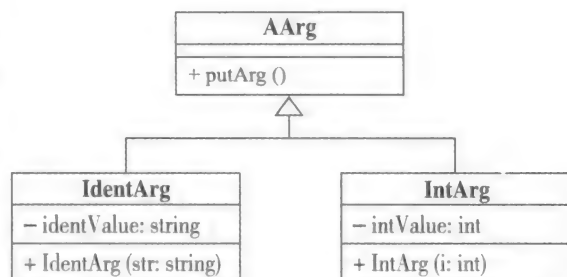 AArg
+ putArg ()
IdentArg
– identValue: string
+ IdentArg (str: string)
IntArg
– intValue: int
+ IntArg (i: int)